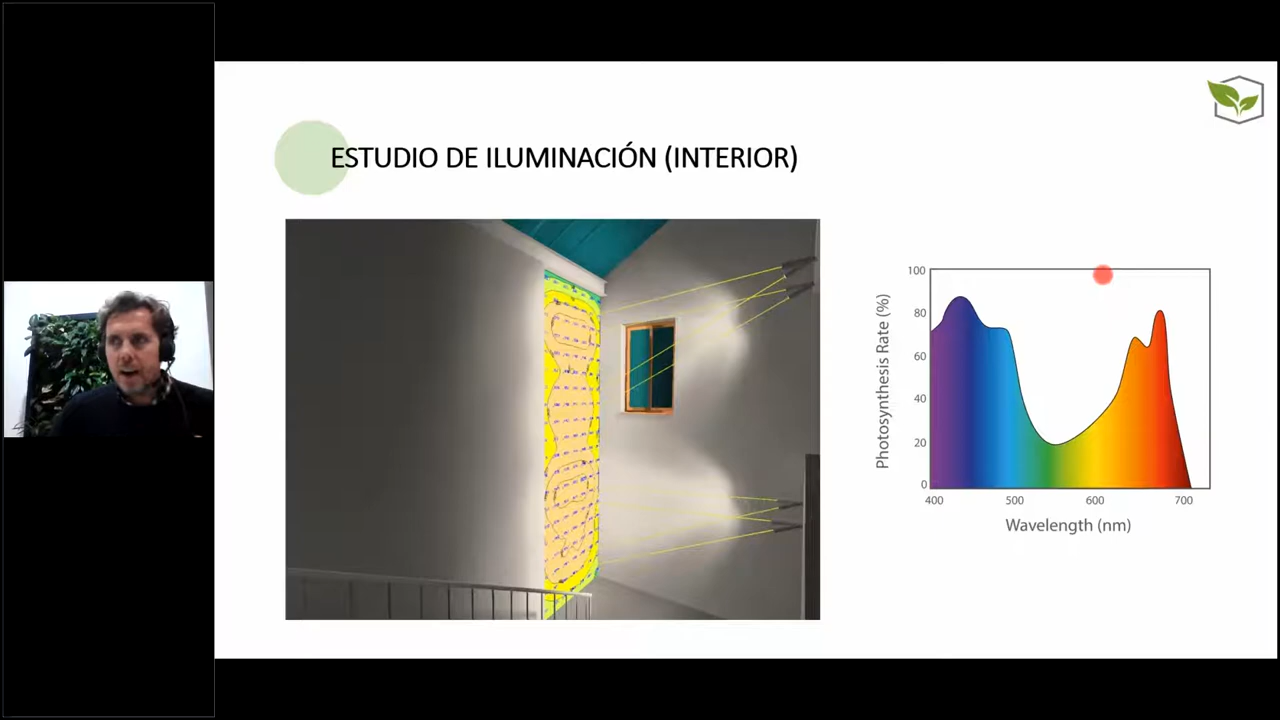 ESTUDIO DE ILUMINACIÓN (INTERIOR)
Photosynthesis Rate (%)
100
80
60
40
20
0
400 500 600 700
Wavelength (nm)